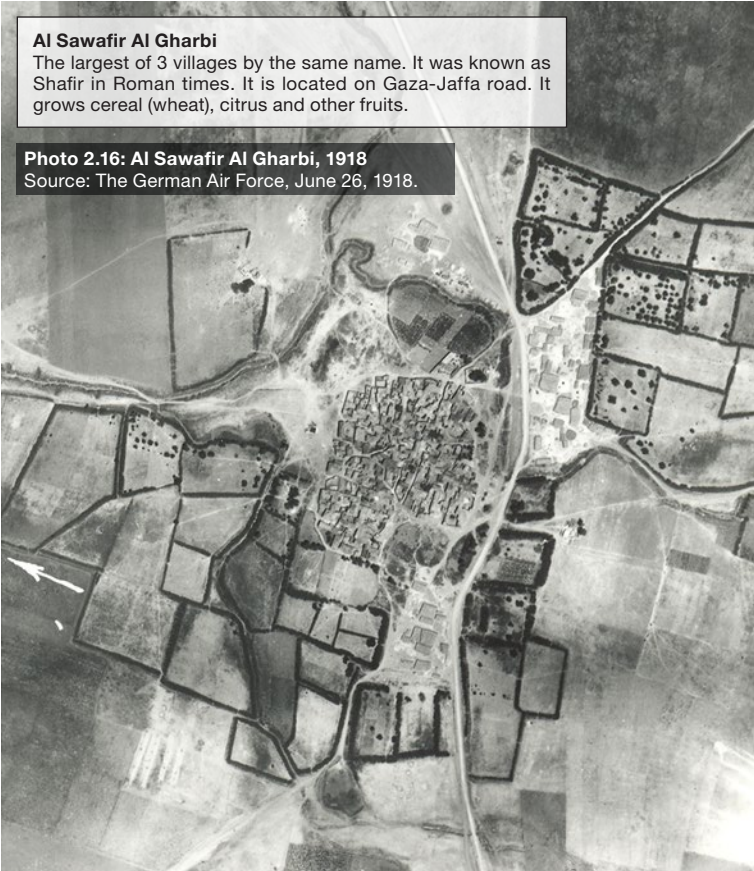 Al Sawafir Al Gharbi
The largest of 3 villages by the same name. It was known as
Shafir in Roman times. It is located on Gaza-Jaffa road. It
grows cereal (wheat), citrus and other fruits.
Photo 2.16: Al Sawafir Al Gharbi, 1918
Source: The German Air Force, June 26, 1918.